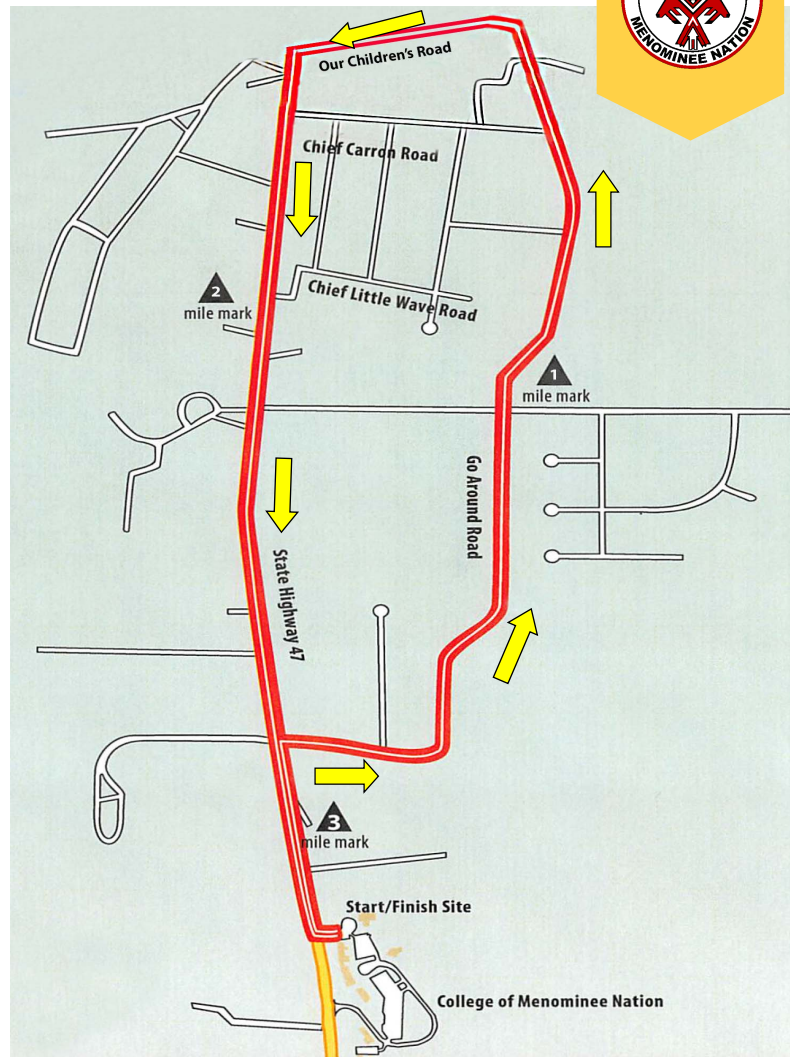 MENOMINEE NATION
Our Children's Road
Chief Carron Road
2
mile mark
Chief Little Wave Road
1
mile mark
Go Around Road
State Highway 47
3
mile mark
Start/Finish Site
College of Menominee Nation